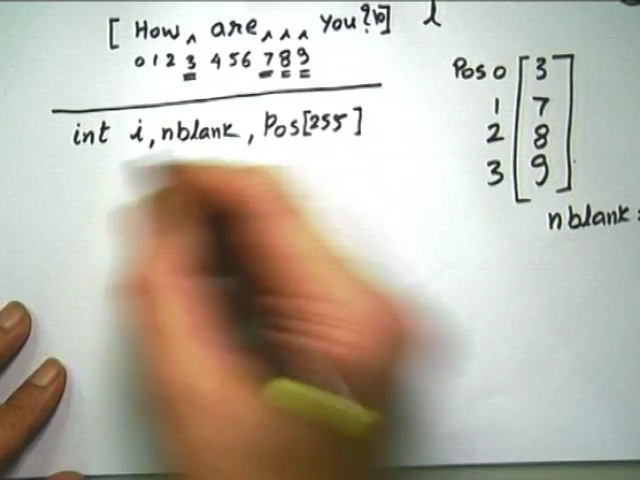 [ How ^ are ^ ^ ^ You?\0]
0 1 2 3 4 5 6 7 8 9
int i, nblank, Pos[255]
Pos 0 3
1 7
2 8
3 9
nblank =